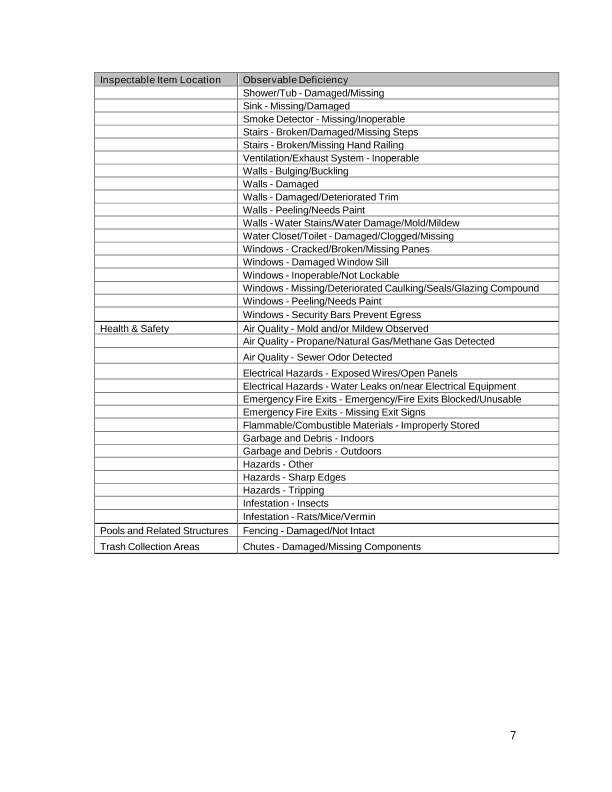 Inspectable Item Location Observable Deficiency
Shower/Tub - Damaged/Missing
Sink - Missing/Damaged
Smoke Detector - Missing/Inoperable
Stairs - Broken/Damaged/Missing Steps
Stairs - Broken/Missing Hand Railing
Ventilation/Exhaust System - Inoperable
Walls - Bulging/Buckling
Walls - Damaged
Walls - Damaged/Deteriorated Trim
Walls - Peeling/Needs Paint
Walls - Water Stains/Water Damage/Mold/Mildew
Water Closet/Toilet - Damaged/Clogged/Missing
Windows - Cracked/Broken/Missing Panes
Windows - Damaged Window Sill
Windows - Inoperable/Not Lockable
Windows - Missing/Deteriorated Caulking/Seals/Glazing Compound
Windows - Peeling/Needs Paint
Windows - Security Bars Prevent Egress
Health & Safety Air Quality - Mold and/or Mildew Observed
Air Quality - Propane/Natural Gas/Methane Gas Detected
Air Quality - Sewer Odor Detected
Electrical Hazards - Exposed Wires/Open Panels
Electrical Hazards - Water Leaks on/near Electrical Equipment
Emergency Fire Exits - Emergency/Fire Exits Blocked/Unusable
Emergency Fire Exits - Missing Exit Signs
Flammable/Combustible Materials - Improperly Stored
Garbage and Debris - Indoors
Garbage and Debris - Outdoors
Hazards - Other
Hazards - Sharp Edges
Hazards - Tripping
Infestation - Insects
Infestation - Rats/Mice/Vermin
Pools and Related Structures Fencing - Damaged/Not Intact
Trash Collection Areas Chutes - Damaged/Missing Components
7